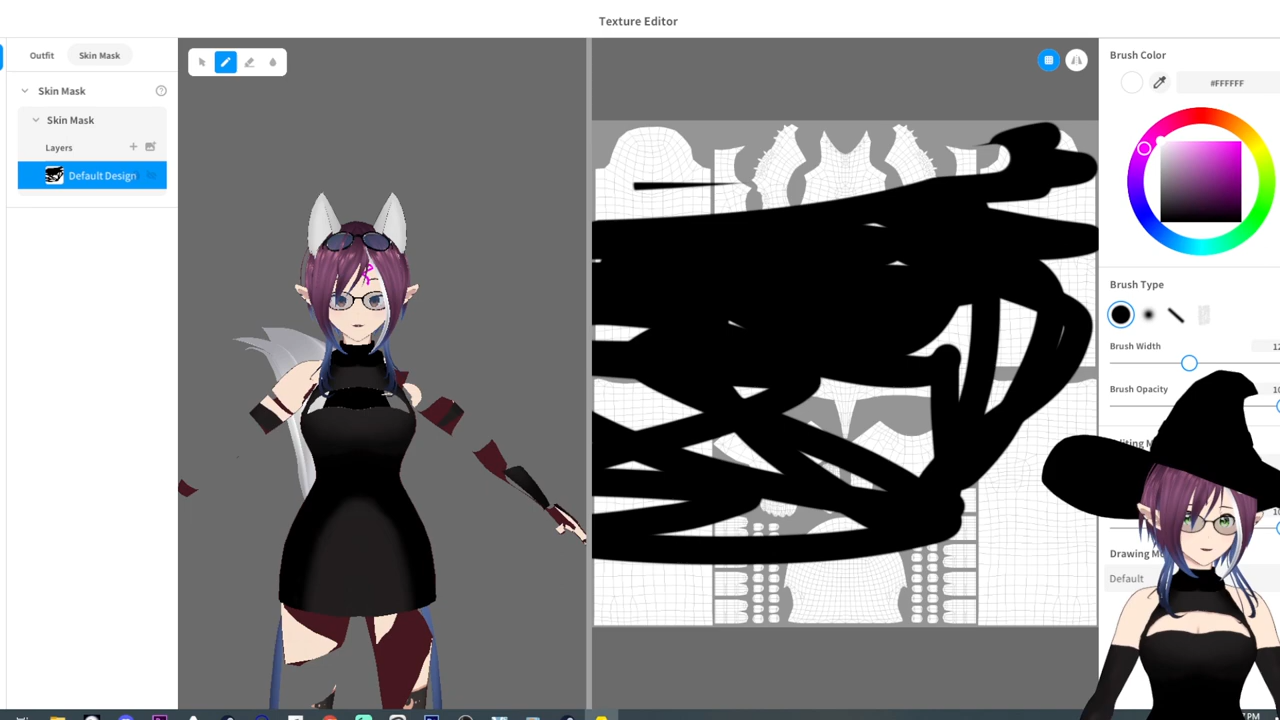 Texture Editor
Outfit
Skin Mask
Brush Color
Skin Mask
#FFFFFF
Skin Mask
Layers
Default Design
Brush Type
Brush Width
Brush Opacity
Drawing
Default
PM